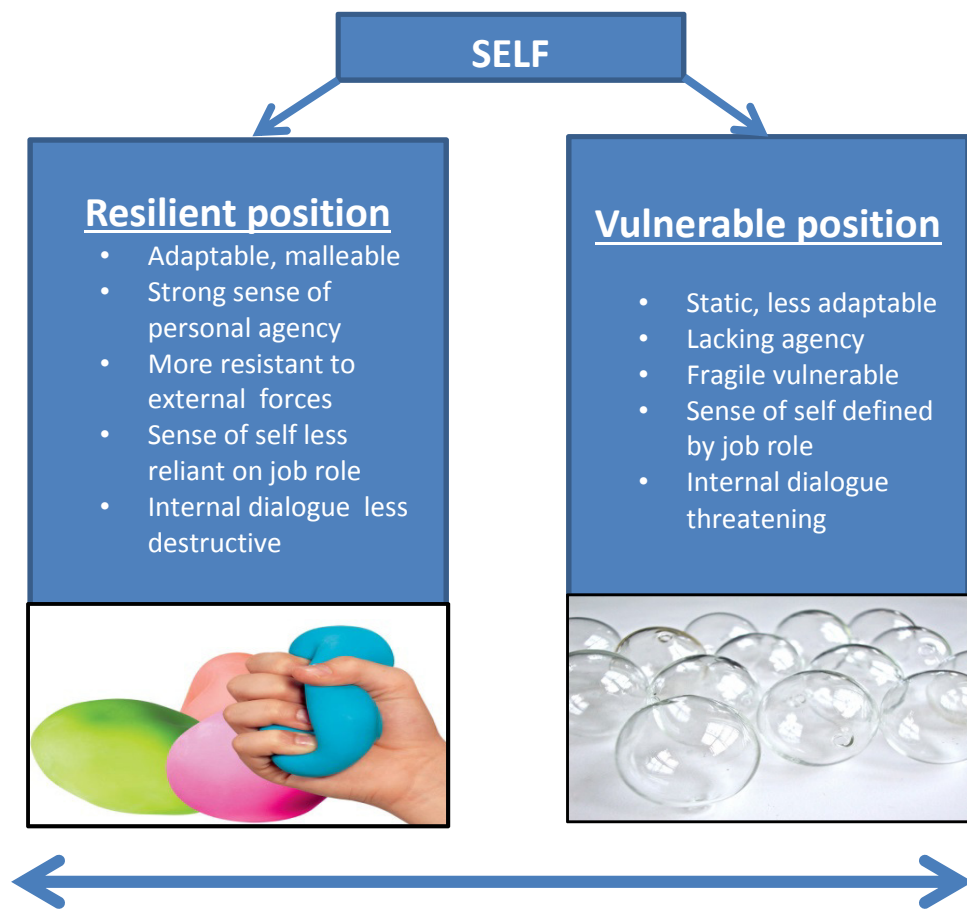 SELF
Resilient position
• Adaptable, malleable
• Strong sense of
personal agency
• More resistant to
external forces
• Sense of self less
reliant on job role
• Internal dialogue less
destructive
Vulnerable position
• Static, less adaptable
• Lacking agency
• Fragile vulnerable
• Sense of self defined
by job role
• Internal dialogue
threatening